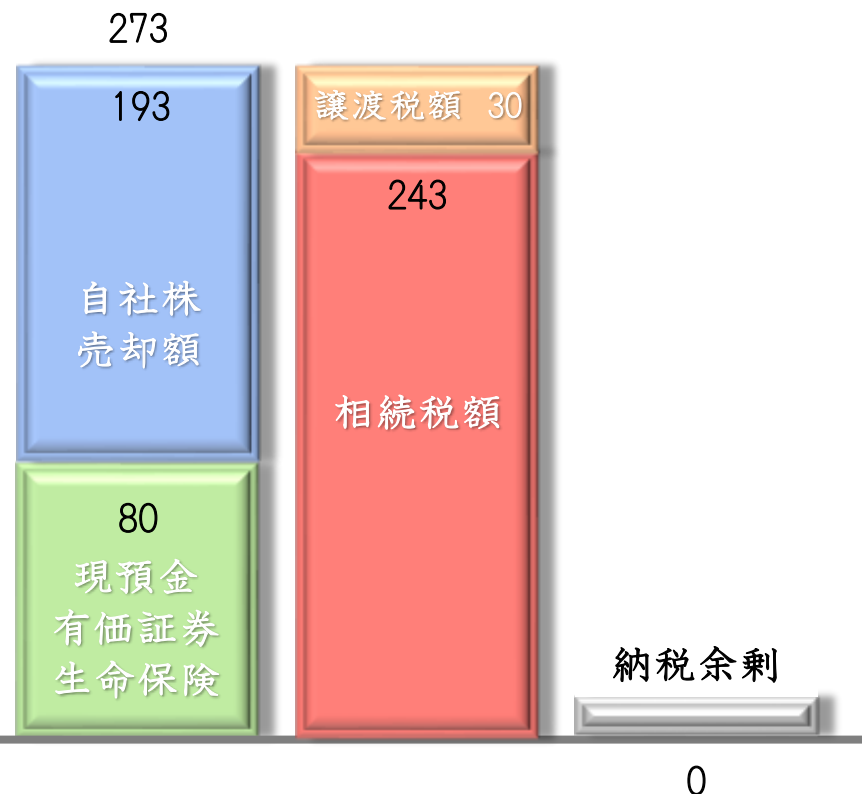 273
193
自社株
売却額
80
現預金
有価証券
生命保険
譲渡税額 30
243
相続税額
納税余剰
0